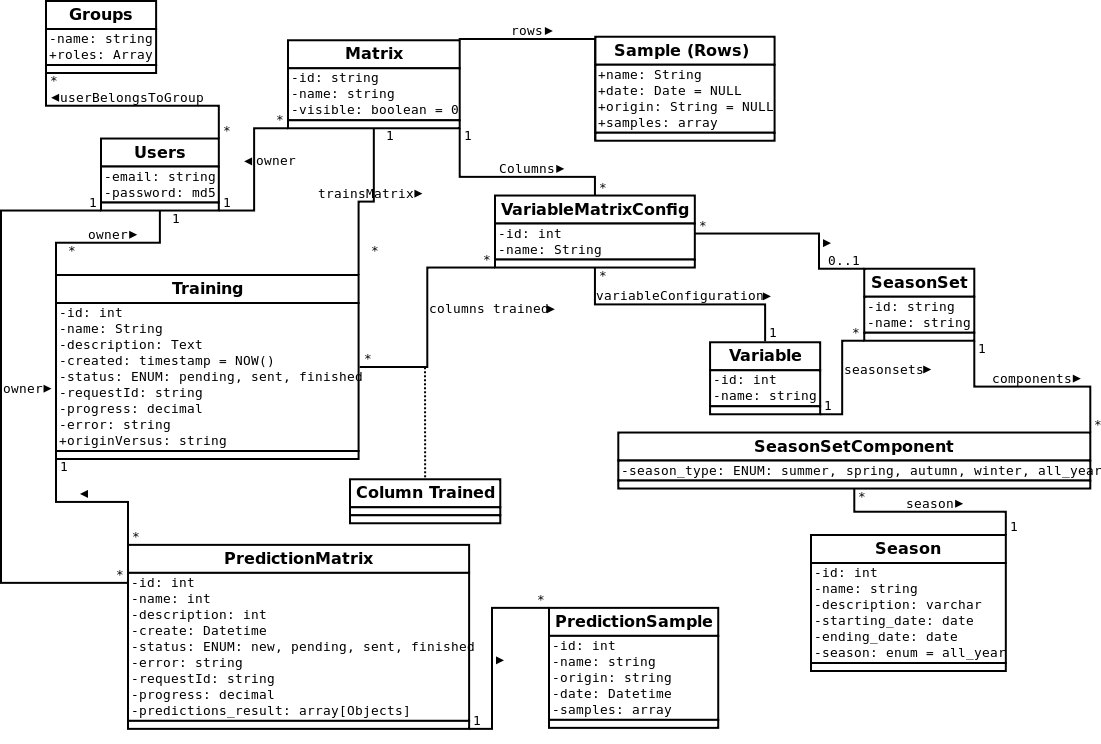 Groups
-name: string
+roles: Array
*
◀userBelongsToGroup
*
Matrix
-id: string
-name: string
-visible: boolean = 0
*
1
1
rows▶
Sample (Rows)
+name: String
+date: Date = NULL
+origin: String = NULL
+samples: array
Users
-email: string
-password: md5
1
1
1
◀owner
trainsMatrix▶
*
Columns▶
*
VariableMatrixConfig
-id: int
-name: String
*
*
*
▶
0..1
SeasonSet
-id: string
-name: string
*
1
owner▶
*
Training
-id: int
-name: String
-description: Text
-created: timestamp = NOW()
-status: ENUM: pending, sent, finished
-requestId: string
-progress: decimal
-error: string
+originVersus: string
1
*
columns trained▶
variableConfiguration▶
1
Variable
-id: int
-name: string
1
seasonsets▶
components▶
*
owner▶
SeasonSetComponent
-season_type: ENUM: summer, spring, autumn, winter, all_year
*
season▶
1
Column Trained
◀
*
*
PredictionMatrix
-id: int
-name: int
-description: int
-create: Datetime
-status: ENUM: new, pending, sent, finished
-error: string
-requestId: string
-progress: decimal
-predictions_result: array[Objects]
1
▶
*
PredictionSample
-id: int
-name: string
-origin: string
-date: Datetime
-samples: array
Season
-id: int
-name: string
-description: varchar
-starting_date: date
-ending_date: date
-season: enum = all_year